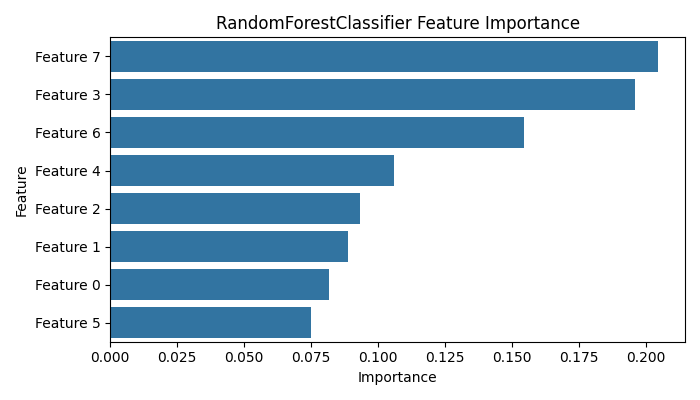 RandomForestClassifier Feature Importance
Feature 7
Feature 3
Feature 6
Feature 4
Feature 2
Feature 1
Feature 0
Feature 5
Feature
0.000 0.025 0.050 0.075 0.100 0.125 0.150 0.175 0.200
Importance